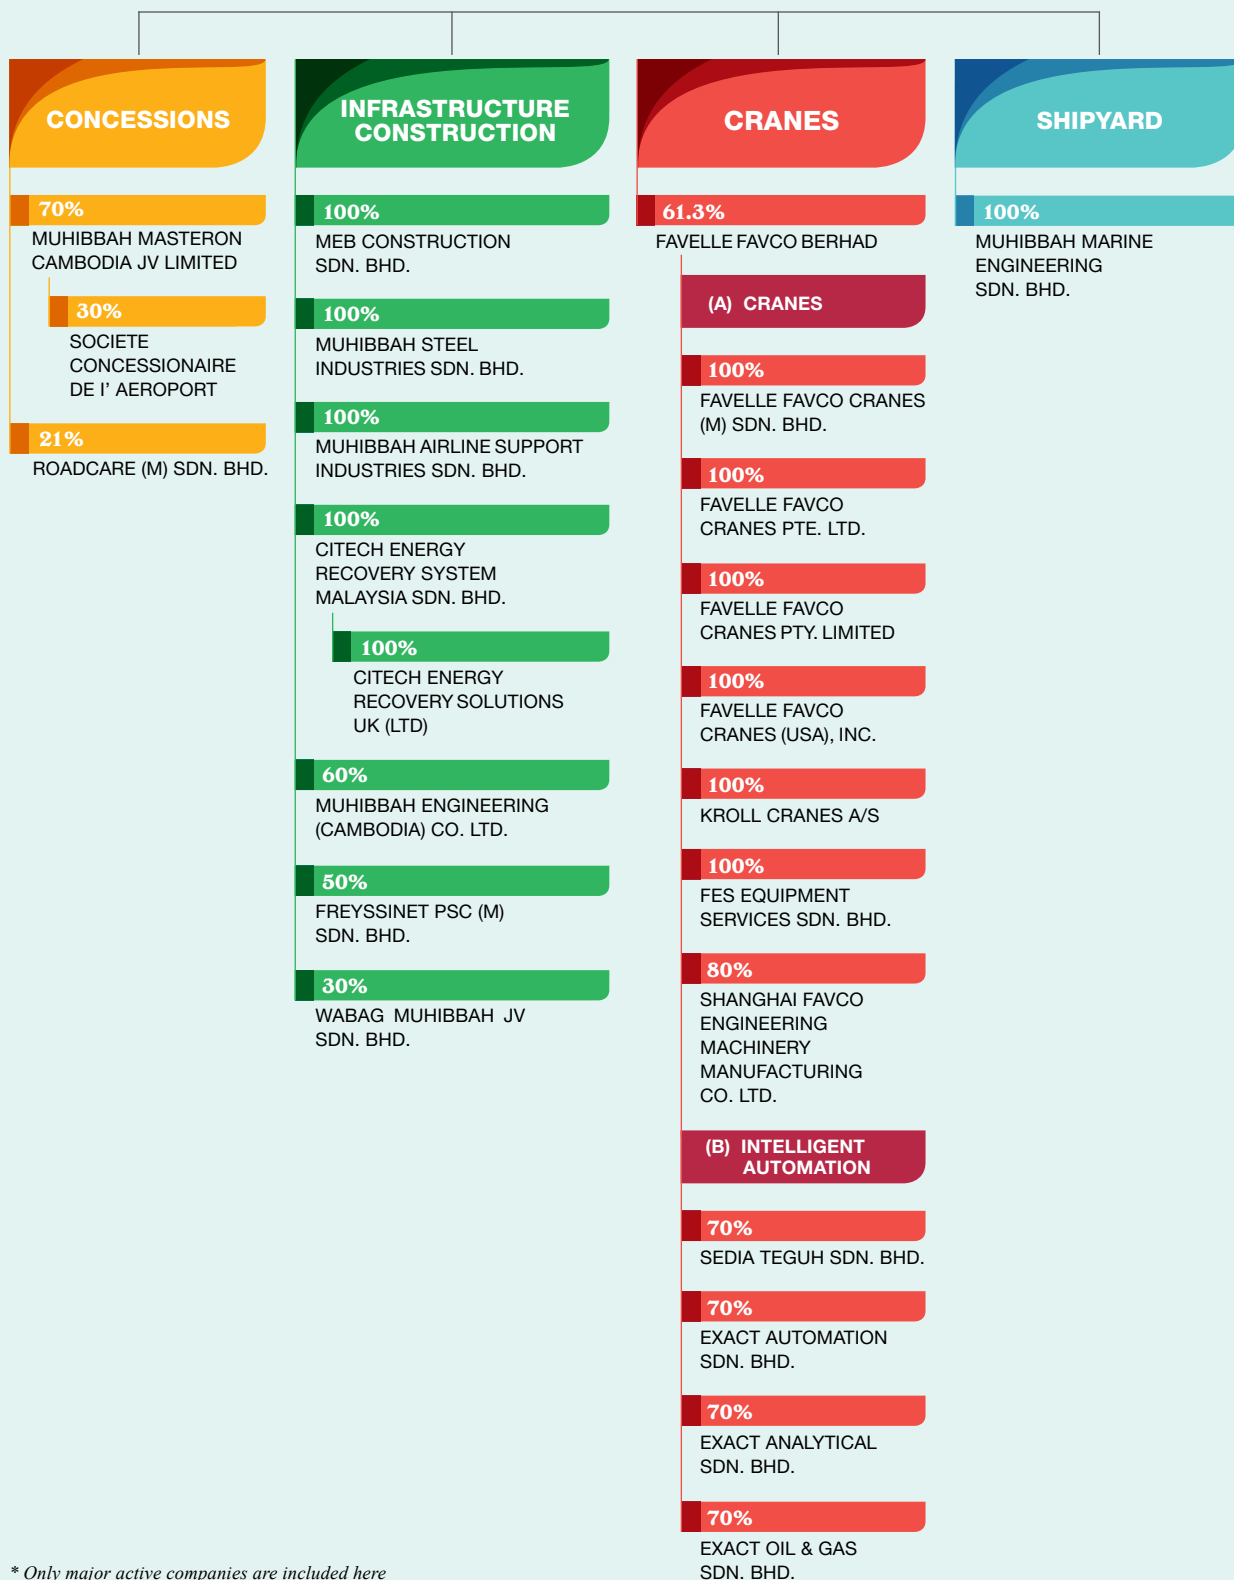 CONCESSIONS
70%
MUHIBBAH MASTERON
CAMBODIA JV LIMITED
30%
SOCIETE
CONCESSIONAIRE
DE I' AEROPORT
21%
ROADCARE (M) SDN. BHD.
INFRASTRUCTURE
CONSTRUCTION
100%
MEB CONSTRUCTION
SDN. BHD.
100%
MUHIBBAH STEEL
INDUSTRIES SDN. BHD.
100%
MUHIBBAH AIRLINE SUPPORT
INDUSTRIES SDN. BHD.
100%
CITECH ENERGY
RECOVERY SYSTEM
MALAYSIA SDN. BHD.
100%
CITECH ENERGY
RECOVERY SOLUTIONS
UK (LTD)
60%
MUHIBBAH ENGINEERING
(CAMBODIA) CO. LTD.
50%
FREYSSINET PSC (M)
SDN. BHD.
30%
WABAG MUHIBBAH JV
SDN. BHD.
CRANES
61.3%
FAVELLE FAVCO BERHAD
(A) CRANES
100%
FAVELLE FAVCO CRANES
(M) SDN. BHD.
100%
FAVELLE FAVCO
CRANES PTE. LTD.
100%
FAVELLE FAVCO
CRANES PTY. LIMITED
100%
FAVELLE FAVCO
CRANES (USA), INC.
100%
KROLL CRANES A/S
100%
FES EQUIPMENT
SERVICES SDN. BHD.
80%
SHANGHAI FAVCO
ENGINEERING
MACHINERY
MANUFACTURING
CO. LTD.
(B) INTELLIGENT
AUTOMATION
70%
SEDIA TEGUH SDN. BHD.
70%
EXACT AUTOMATION
SDN. BHD.
70%
EXACT ANALYTICAL
SDN. BHD.
70%
EXACT OIL & GAS
SDN. BHD.
SHIPYARD
100%
MUHIBBAH MARINE
ENGINEERING
SDN. BHD.
* Only major active companies are included here